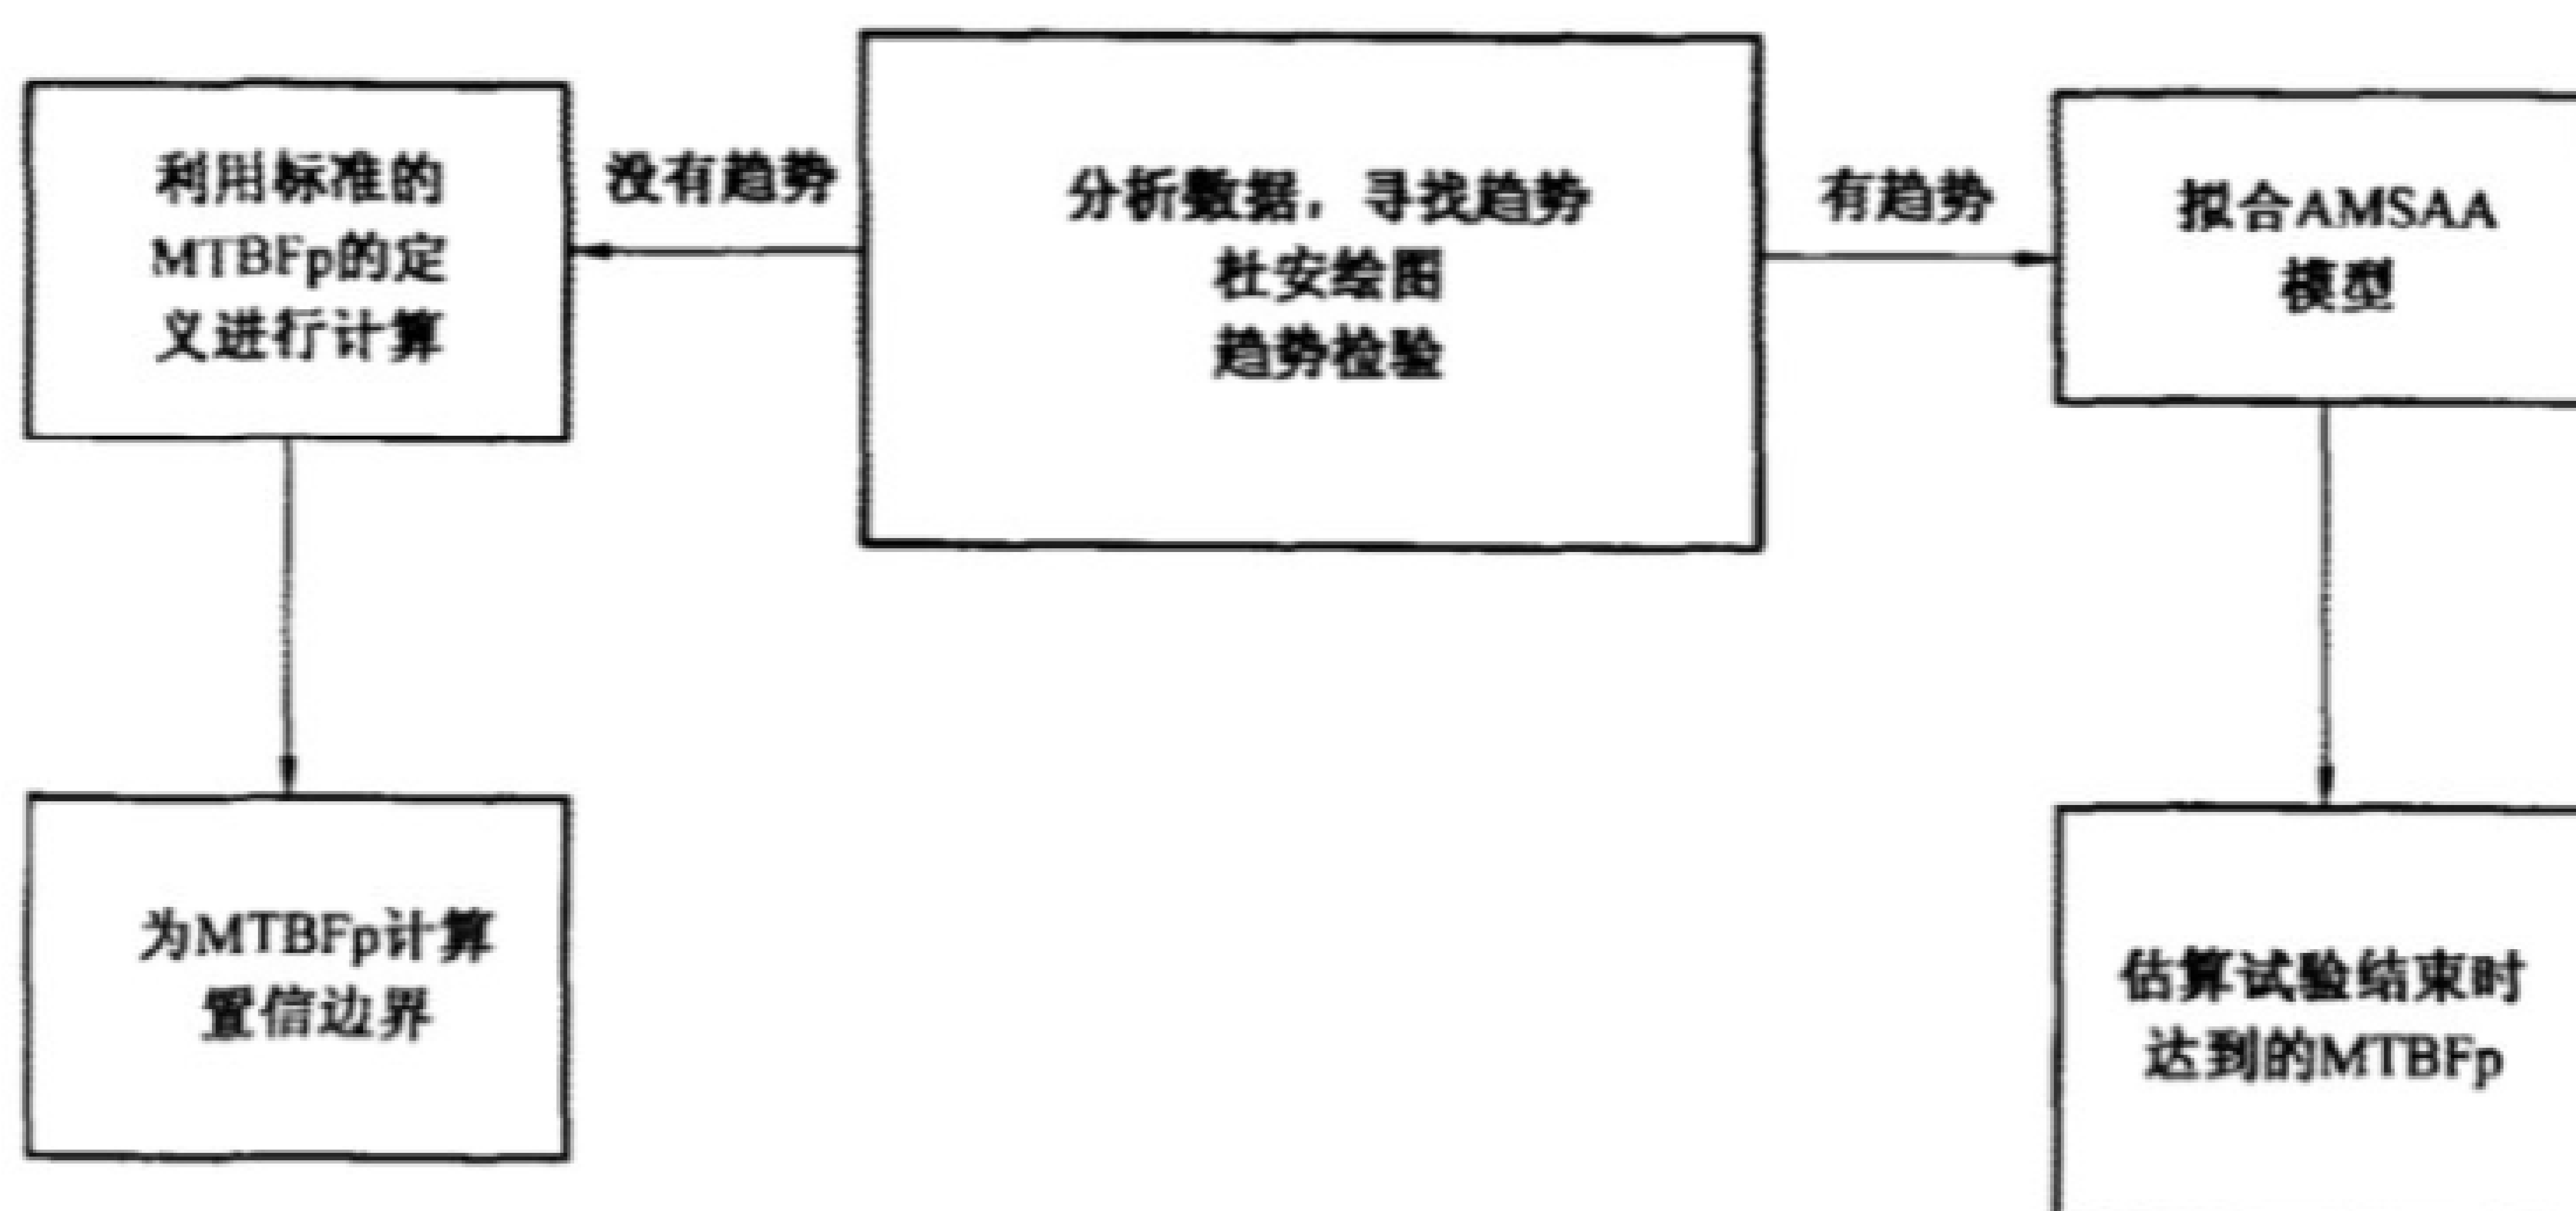 利用标准的
MTBFp的定
义进行计算
没有趋势
分析数据，寻找趋势
杜安绘图
趋势检验
有趋势
拟合AMSAA
模型
为MTBFp计算
置信边界
估算试验结束时
达到的MTBFp